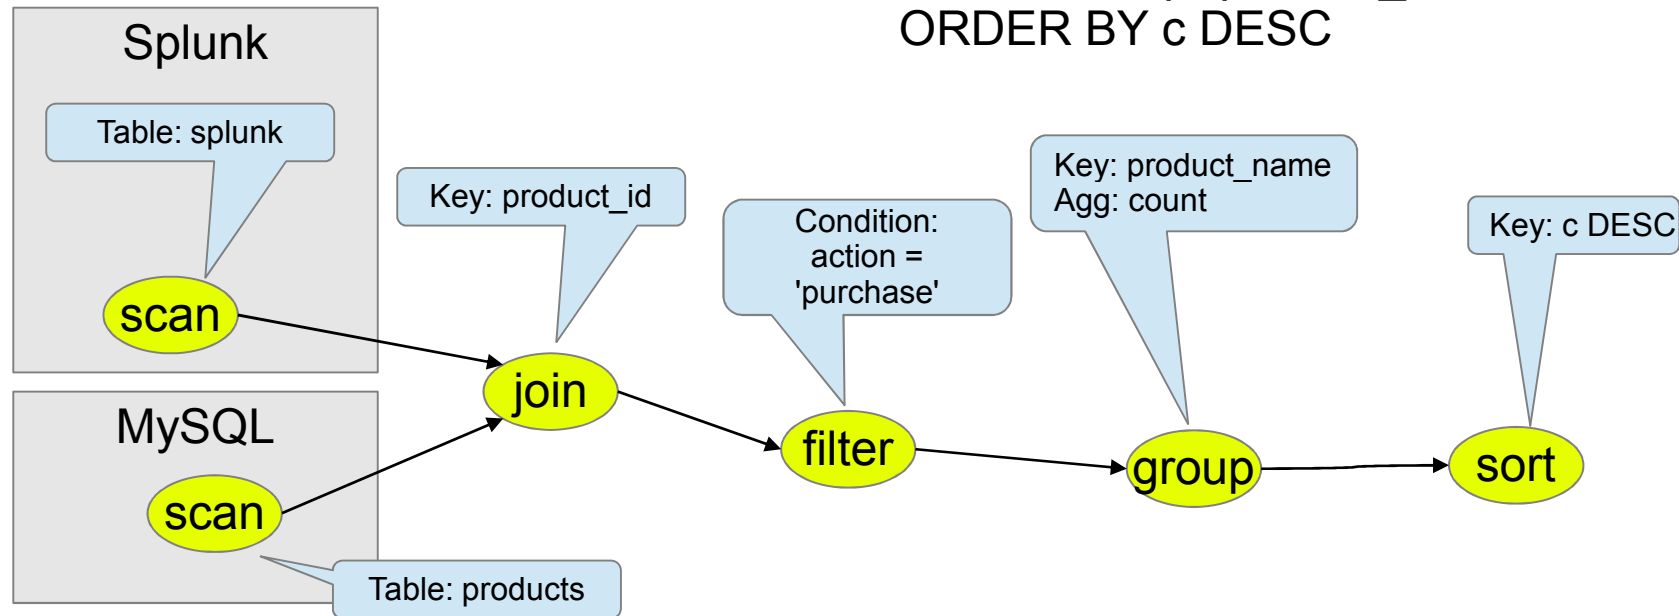 ORDER BY c DESC
Splunk
Table: splunk
scan
Key: product_id
join
MySQL
scan
Table: products
Condition:
action =
'purchase'
filter
Key: product_name
Agg: count
group
Key: c DESC
sort